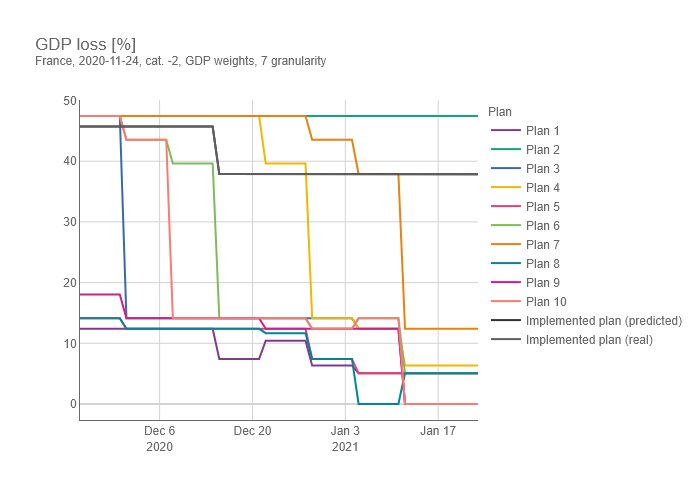 GDP loss [%]
France, 2020-11-24, cat. -2, GDP weights, 7 granularity
50
40
30
20
10
0
Dec 6
2020
Dec 20
Jan 3
2021
Jan 17
Plan
Plan 1
Plan 2
Plan 3
Plan 4
Plan 5
Plan 6
Plan 7
Plan 8
Plan 9
Plan 10
Implemented plan (predicted)
Implemented plan (real)